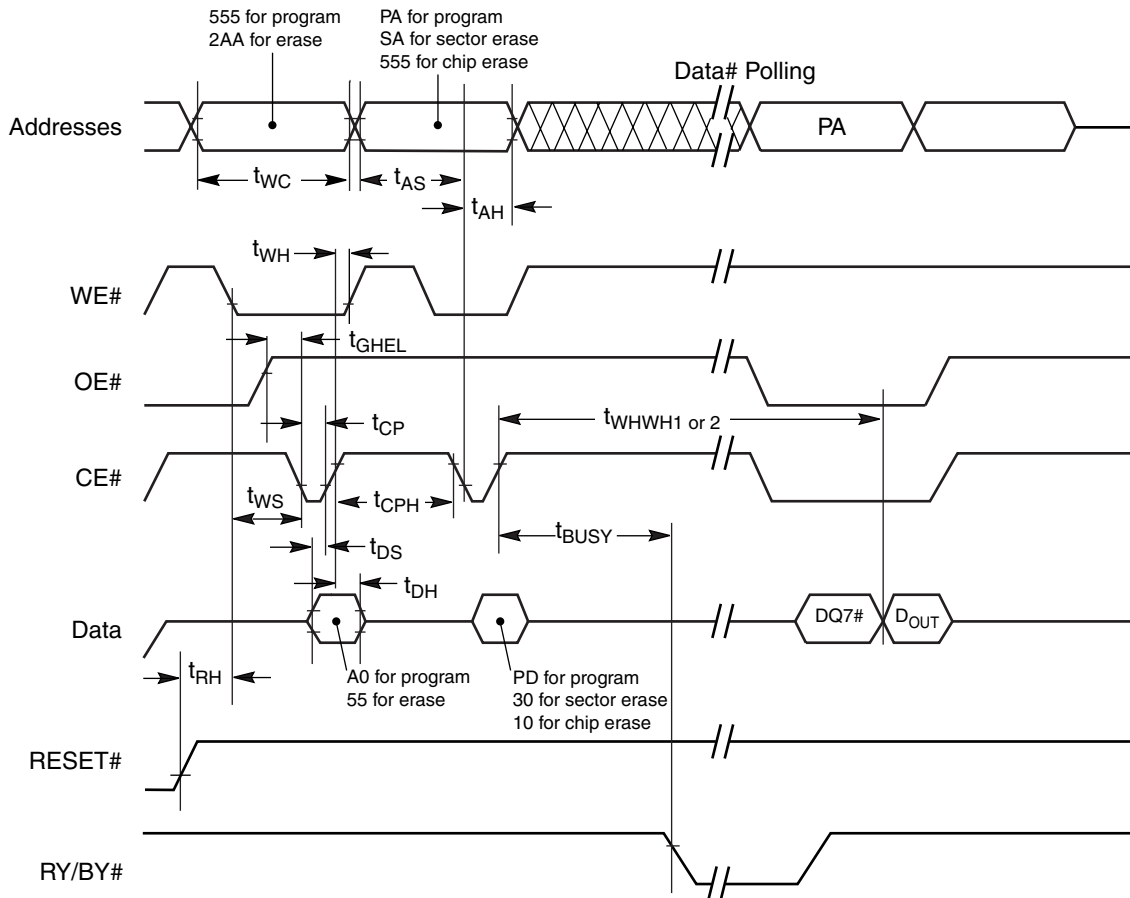 555 for program
2AA for erase
PA for program
SA for sector erase
555 for chip erase
Data# Polling
Addresses
PA
tWC
tAS
tAH
tWH
WE#
tGHEL
OE#
tWHWH1 or 2
tCP
CE#
tWS
tCPH
tBUSY
tDS
tDH
Data
DQ7#
DOUT
tRH
A0 for program
55 for erase
PD for program
30 for sector erase
10 for chip erase
RESET#
RY/BY#